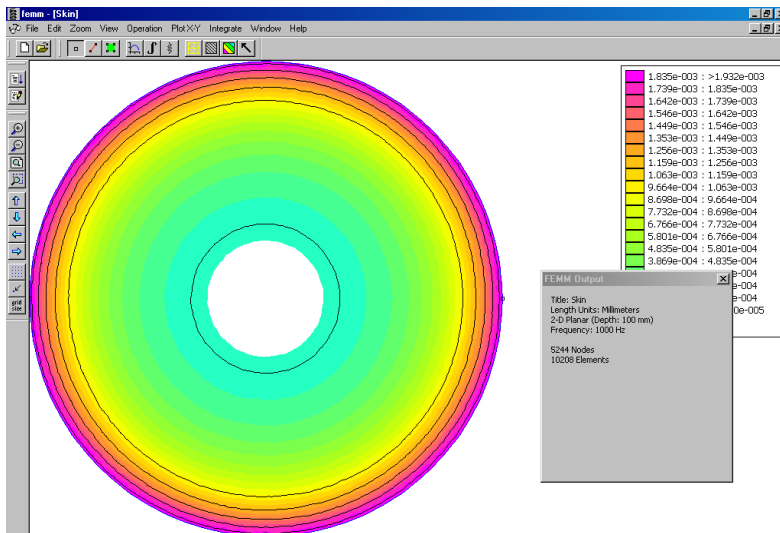 femm - [Skin]
File Edit Zoom View Operation Plot X-Y Integrate Window Help
1.835e-003 : >1.932e-003
1.739e-003 : 1.835e-003
1.642e-003 : 1.739e-003
1.546e-003 : 1.642e-003
1.449e-003 : 1.546e-003
1.353e-003 : 1.449e-003
1.256e-003 : 1.353e-003
1.159e-003 : 1.256e-003
1.063e-003 : 1.159e-003
9.664e-004 : 1.063e-003
8.698e-004 : 9.664e-004
7.732e-004 : 8.698e-004
6.766e-004 : 7.732e-004
5.801e-004 : 6.766e-004
4.835e-004 : 5.801e-004
3.869e-004 : 4.835e-004
e-004
e-004
e-004
0e-005
grid size
FEMM Output
Title: Skin
Length Units: Millimeters
2-D Planar (Depth: 100 mm)
Frequency: 1000 Hz
5244 Nodes
10208 Elements